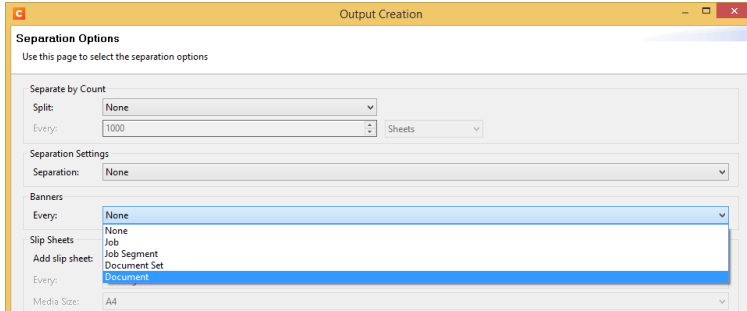 C
Output Creation
Separation Options
Use this page to select the separation options
Separate by Count
Split: None
Every: 1000 Sheets
Separation Settings
Separation: None
Banners
Every: None
None
Job
Slip Sheets
Job Segment
Add slip sheet:
Document Set
Every:
Document
Media Size: A4